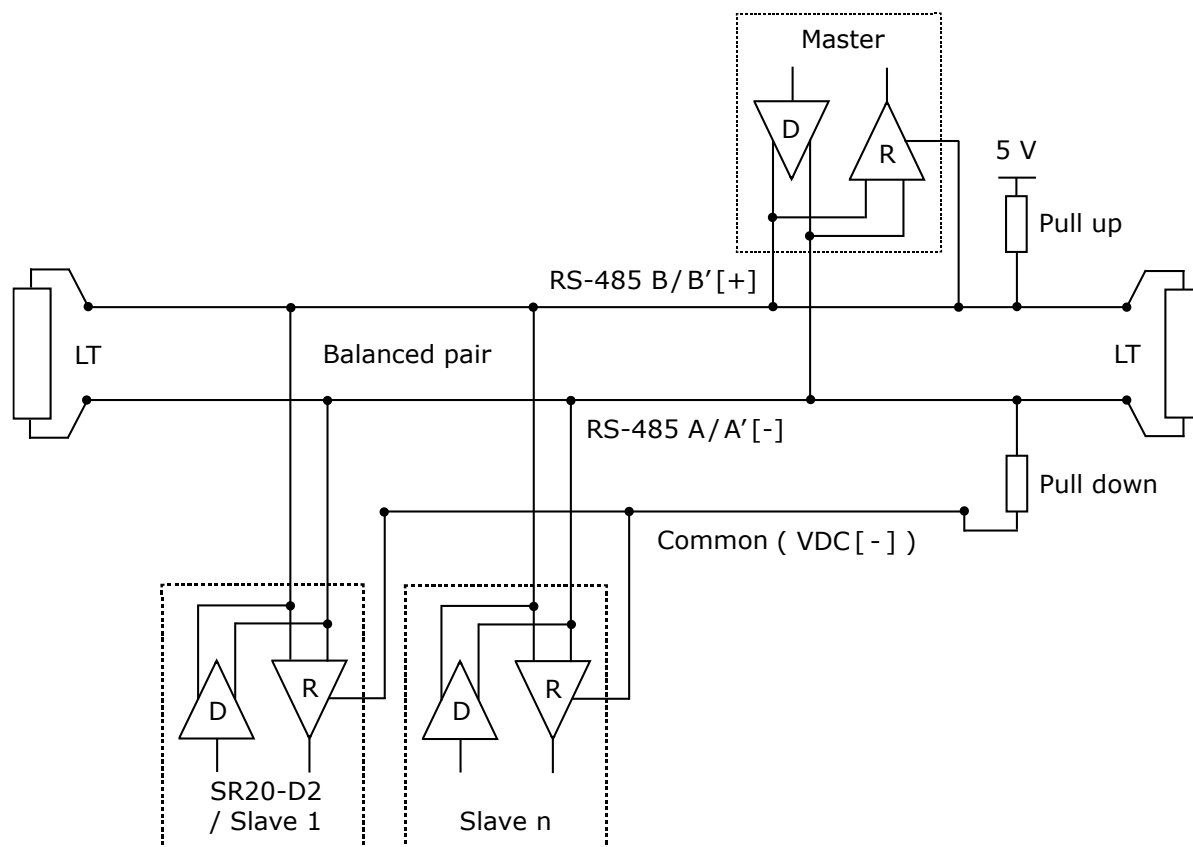 Master
D
R
5 V
Pull up
RS-485 B/B′[+]
LT
Balanced pair
LT
RS-485 A/A′[-]
Pull down
Common ( VDC[-] )
D
R
D
R
SR20-D2
/ Slave 1
Slave n